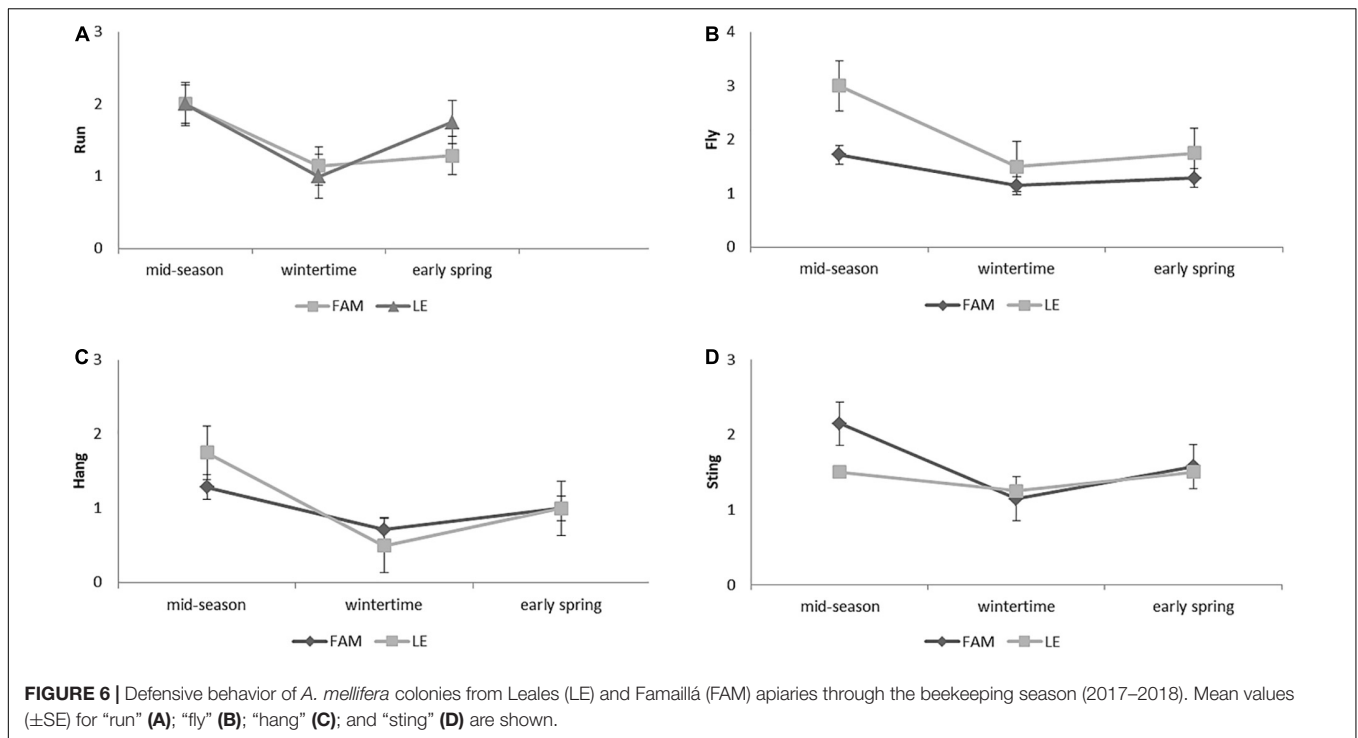 A
3
2
1
0
Run
mid-season wintertime early spring
FAM LE
B
4
3
2
1
0
Fly
mid-season wintertime early spring
FAM LE
C
3
2
1
0
Hang
mid-season wintertime early spring
FAM LE
D
3
2
1
0
Sting
mid-season wintertime early spring
FAM LE
FIGURE 6 | Defensive behavior of A. mellifera colonies from Leales (LE) and Famaillá (FAM) apiaries through the beekeeping season (2017–2018). Mean values
(±SE) for “run” (A); “fly” (B); “hang” (C); and “sting” (D) are shown.